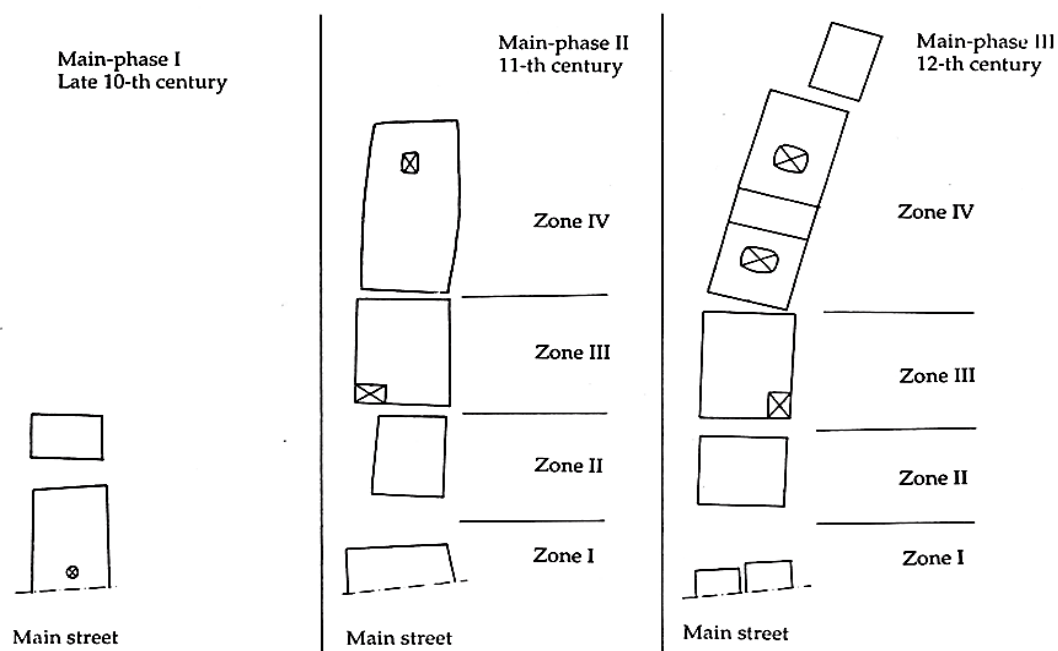 Main-phase I
Late 10-th century
Main street
Main-phase II
11-th century
Zone IV
Zone III
Zone II
Zone I
Main street
Main-phase III
12-th century
Zone IV
Zone III
Zone II
Zone I
Main street